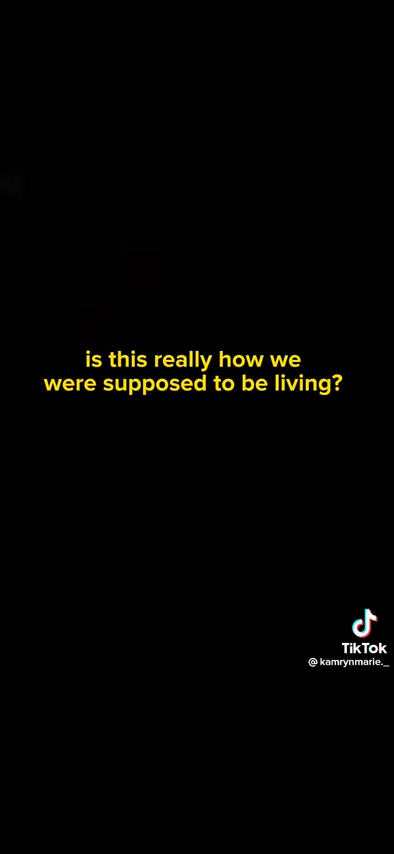 is this really how we
were supposed to be living?
TikTok
@kamrynmarie._